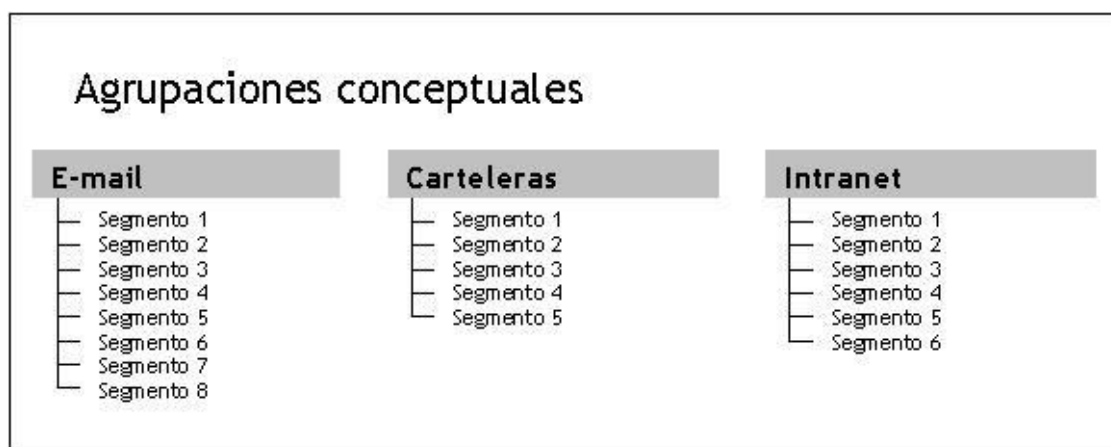 Agrupaciones conceptuales
E-mail
Segmento 1
Segmento 2
Segmento 3
Segmento 4
Segmento 5
Segmento 6
Segmento 7
Segmento 8
Carteleras
Segmento 1
Segmento 2
Segmento 3
Segmento 4
Segmento 5
Intranet
Segmento 1
Segmento 2
Segmento 3
Segmento 4
Segmento 5
Segmento 6